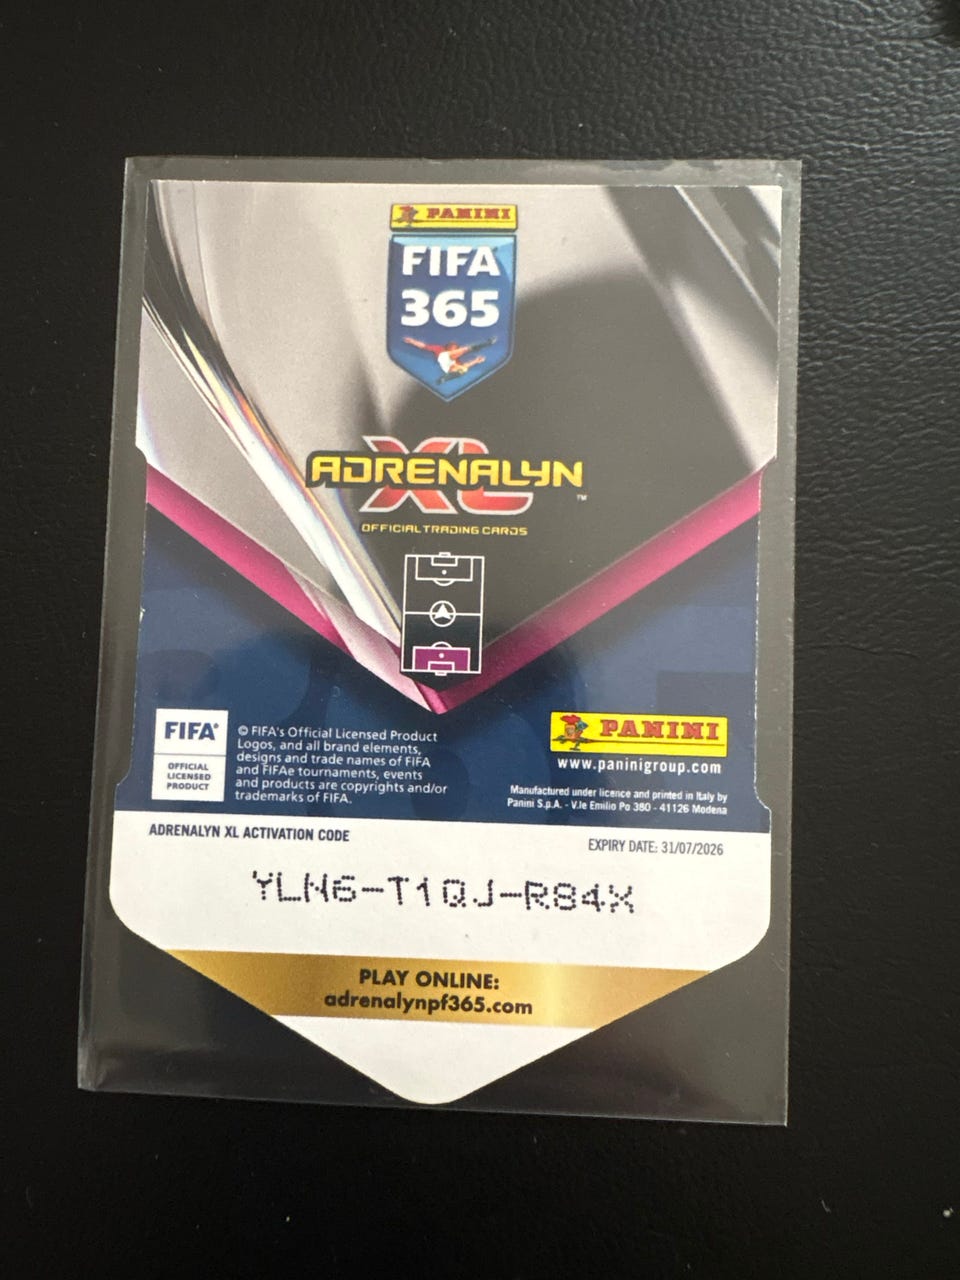 PANINI
FIFA
365
XL
ADRENALYN
™
OFFICIAL TRADING CARDS
FIFA®
OFFICIAL
LICENSED
PRODUCT
© FIFA's Official Licensed Product
Logos, and all brand elements,
designs and trade names of FIFA
and FIFAe tournaments, events
and products are copyrights and/or
trademarks of FIFA.
PANINI
www.paninigroup.com
Manufactured under licence and printed in Italy by
Panini S.p.A. - V.le Emilio Po 380 - 41126 Modena
ADRENALYN XL ACTIVATION CODE
EXPIRY DATE: 31/07/2026
YLN6-T1QJ-R84X
PLAY ONLINE:
adrenalynpf365.com